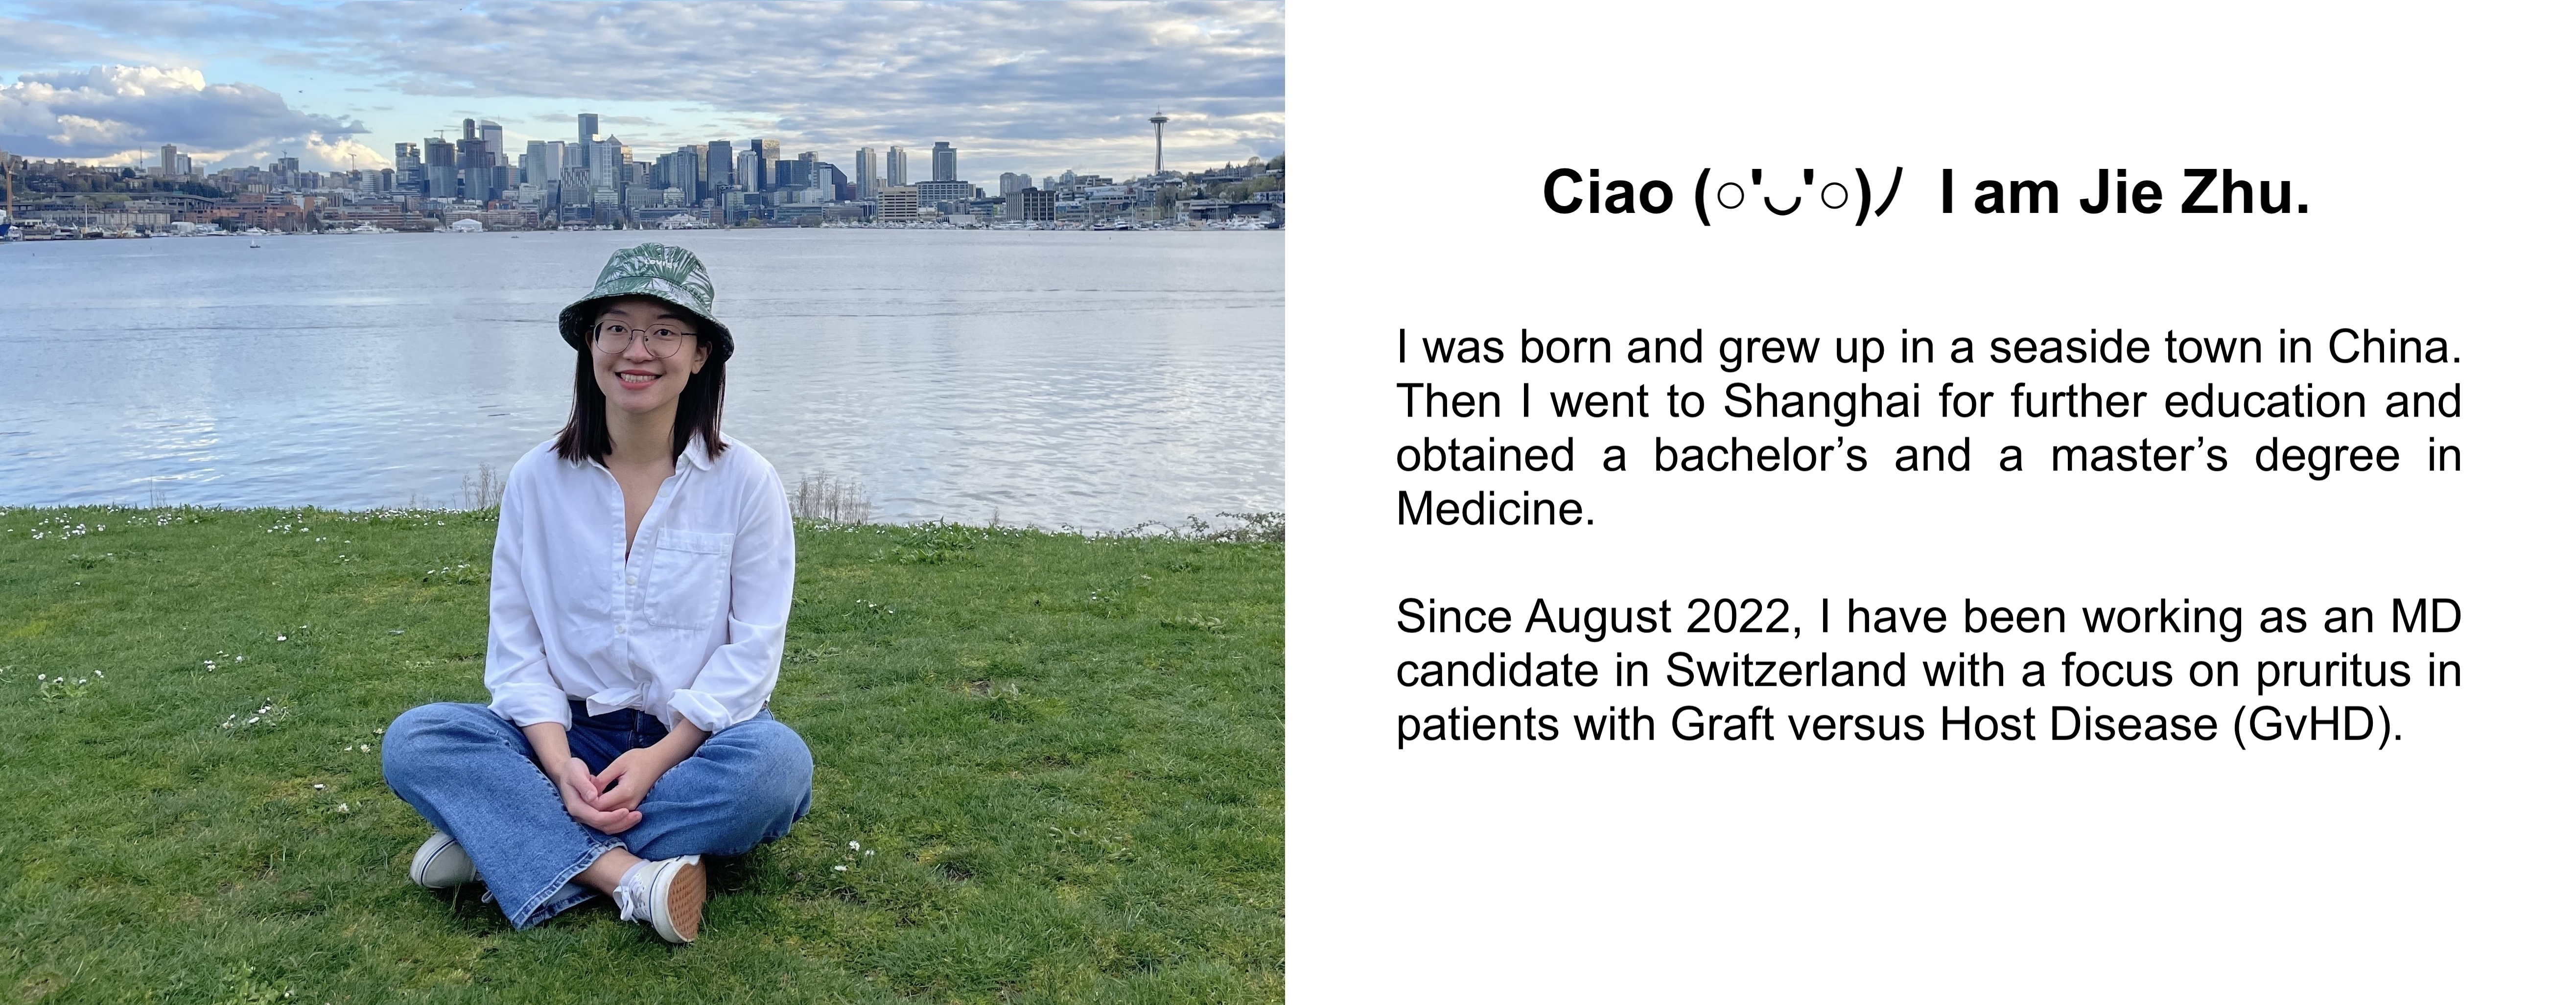 Ciao (○'◡'○)ﾉ I am Jie Zhu.
I was born and grew up in a seaside town in China.
Then I went to Shanghai for further education and
obtained a bachelor’s and a master’s degree in
Medicine.
Since August 2022, I have been working as an MD
candidate in Switzerland with a focus on pruritus in
patients with Graft versus Host Disease (GvHD).